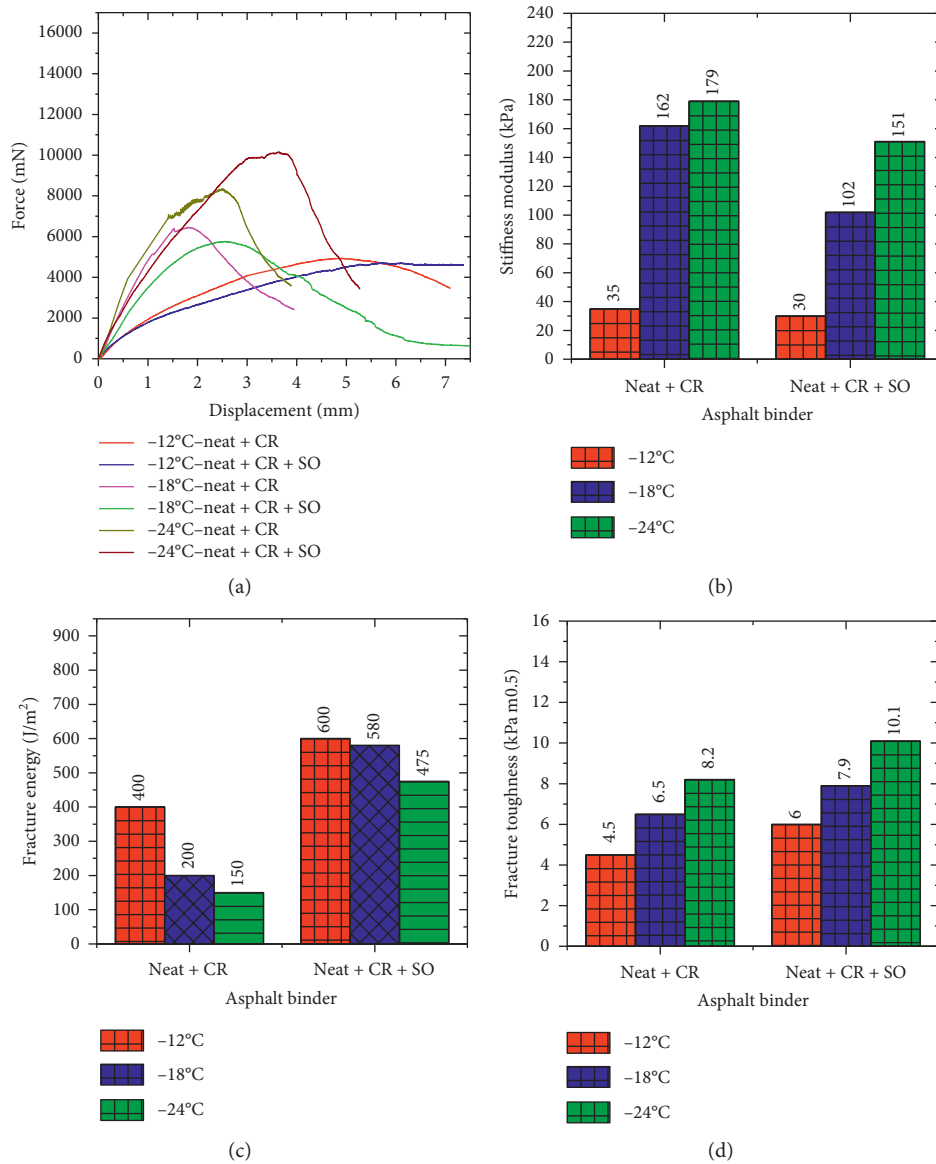 16000
14000
12000
10000
8000
6000
4000
2000
0
Force (mN)
0 1 2 3 4 5 6 7
Displacement (mm)
–12°C–neat + CR
–12°C–neat + CR + SO
–18°C–neat + CR
–18°C–neat + CR + SO
–24°C–neat + CR
–24°C–neat + CR + SO
(a)
240
220
200
180
160
140
120
100
80
60
40
20
0
Stiffness modulus (kPa)
35
162
179
30
102
151
Neat + CR
Neat + CR + SO
Asphalt binder
–12°C
–18°C
–24°C
(b)
900
800
700
600
500
400
300
200
100
0
Fracture energy (J/m²)
400
200
150
600
580
475
Neat + CR
Neat + CR + SO
Asphalt binder
–12°C
–18°C
–24°C
(c)
16
14
12
10
8
6
4
2
0
Fracture toughness (kPa m0.5)
4.5
6.5
8.2
6
7.9
10.1
Neat + CR
Neat + CR + SO
Asphalt binder
–12°C
–18°C
–24°C
(d)